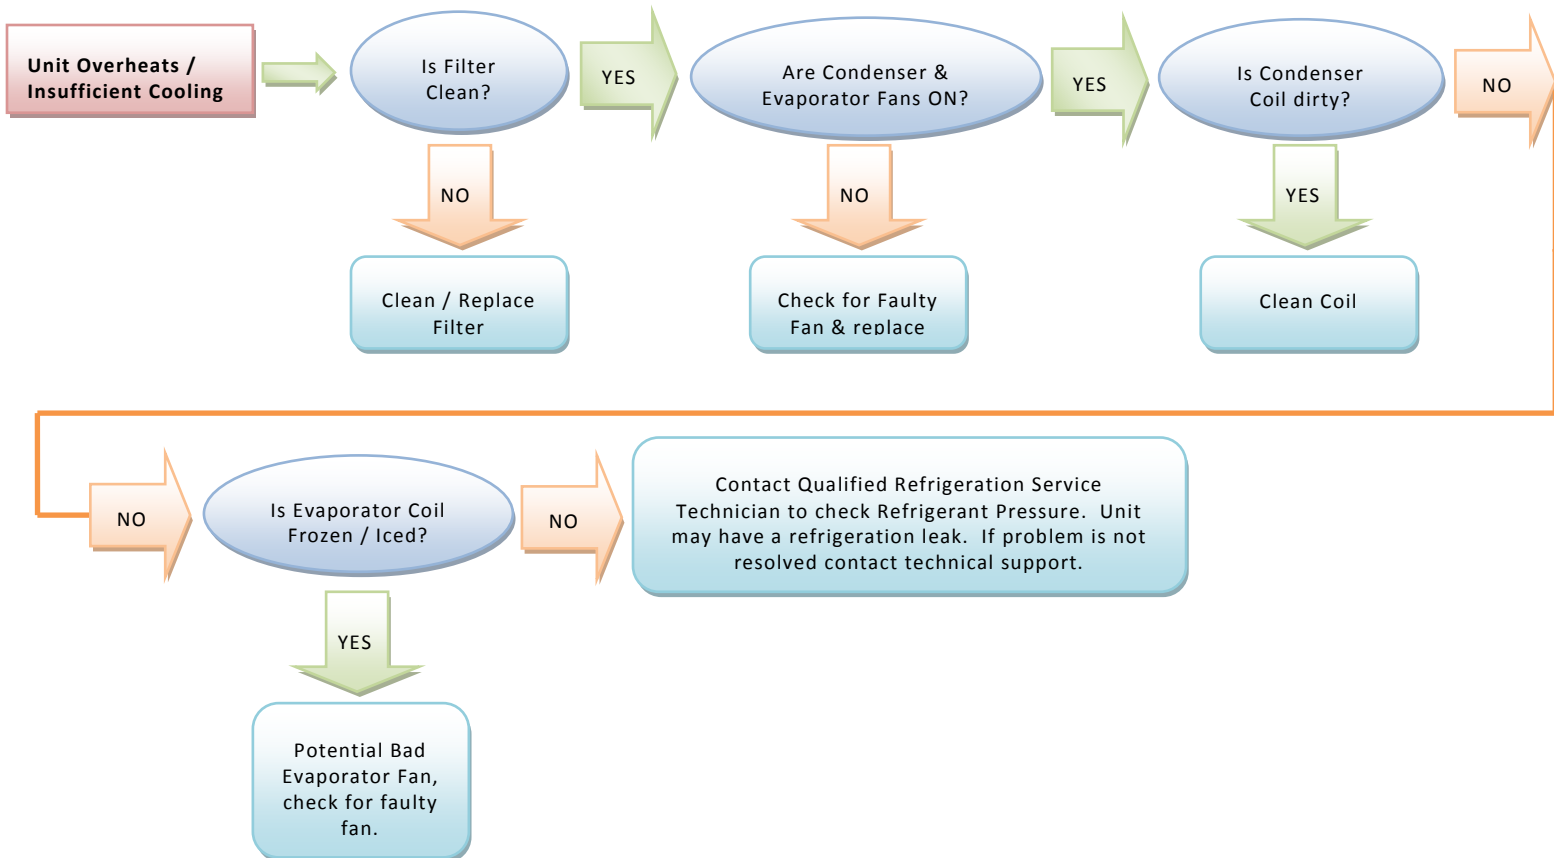 Unit Overheats /
Insufficient Cooling
Is Filter
Clean?
YES
Are Condenser &
Evaporator Fans ON?
YES
Is Condenser
Coil dirty?
NO
NO
NO
YES
Clean / Replace
Filter
Check for Faulty
Fan & replace
Clean Coil
NO
Is Evaporator Coil
Frozen / Iced?
NO
Contact Qualified Refrigeration Service
Technician to check Refrigerant Pressure. Unit
may have a refrigeration leak. If problem is not
resolved contact technical support.
YES
Potential Bad
Evaporator Fan,
check for faulty
fan.